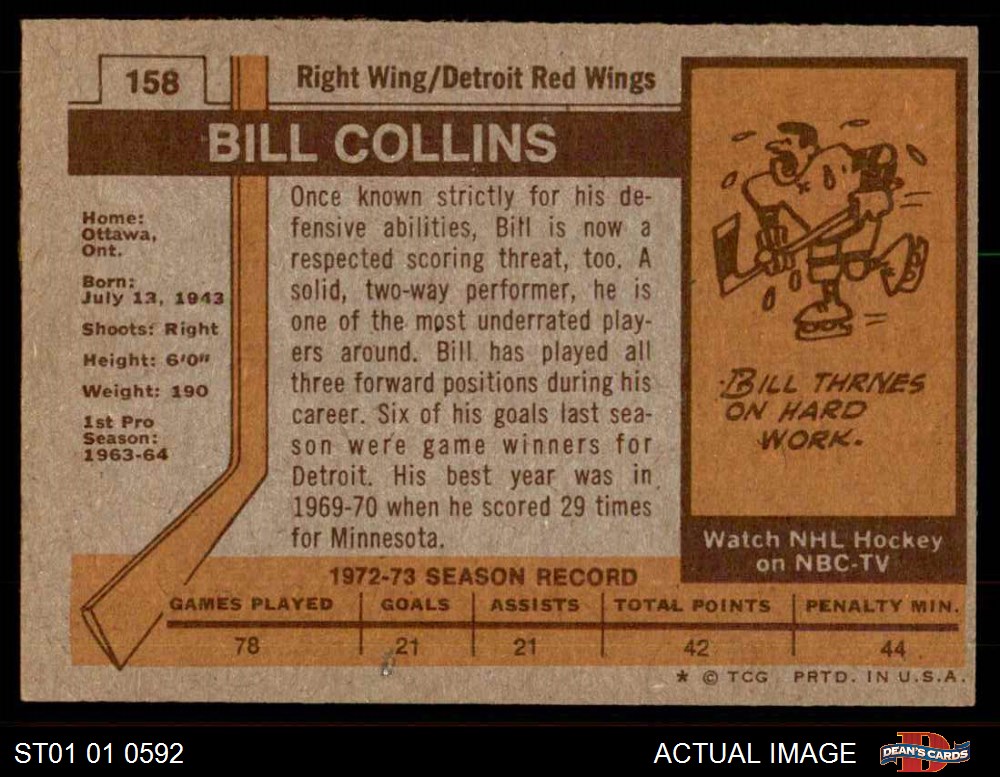 158
Right Wing/Detroit Red Wings
BILL COLLINS
Home:
Ottawa,
Ont.
Born:
July 13, 1943
Shoots: Right
Height: 6'0"
Weight: 190
1st Pro
Season:
1963-64
Once known strictly for his de-
fensive abilities, Bill is now a
respected scoring threat, too. A
solid, two-way performer, he is
one of the most underrated play-
ers around. Bill has played all
three forward positions during his
career. Six of his goals last sea-
son were game winners for
Detroit. His best year was in
1969-70 when he scored 29 times
for Minnesota.
BILL THRIVES
ON HARD
WORK.
Watch NHL Hockey
on NBC-TV
1972-73 SEASON RECORD
GAMES PLAYED GOALS ASSISTS TOTAL POINTS PENALTY MIN.
78 21 21 42 44
* © TCG PRTD. IN U.S.A.
ST01 01 0592 ACTUAL IMAGE D DEAN'S CARDS